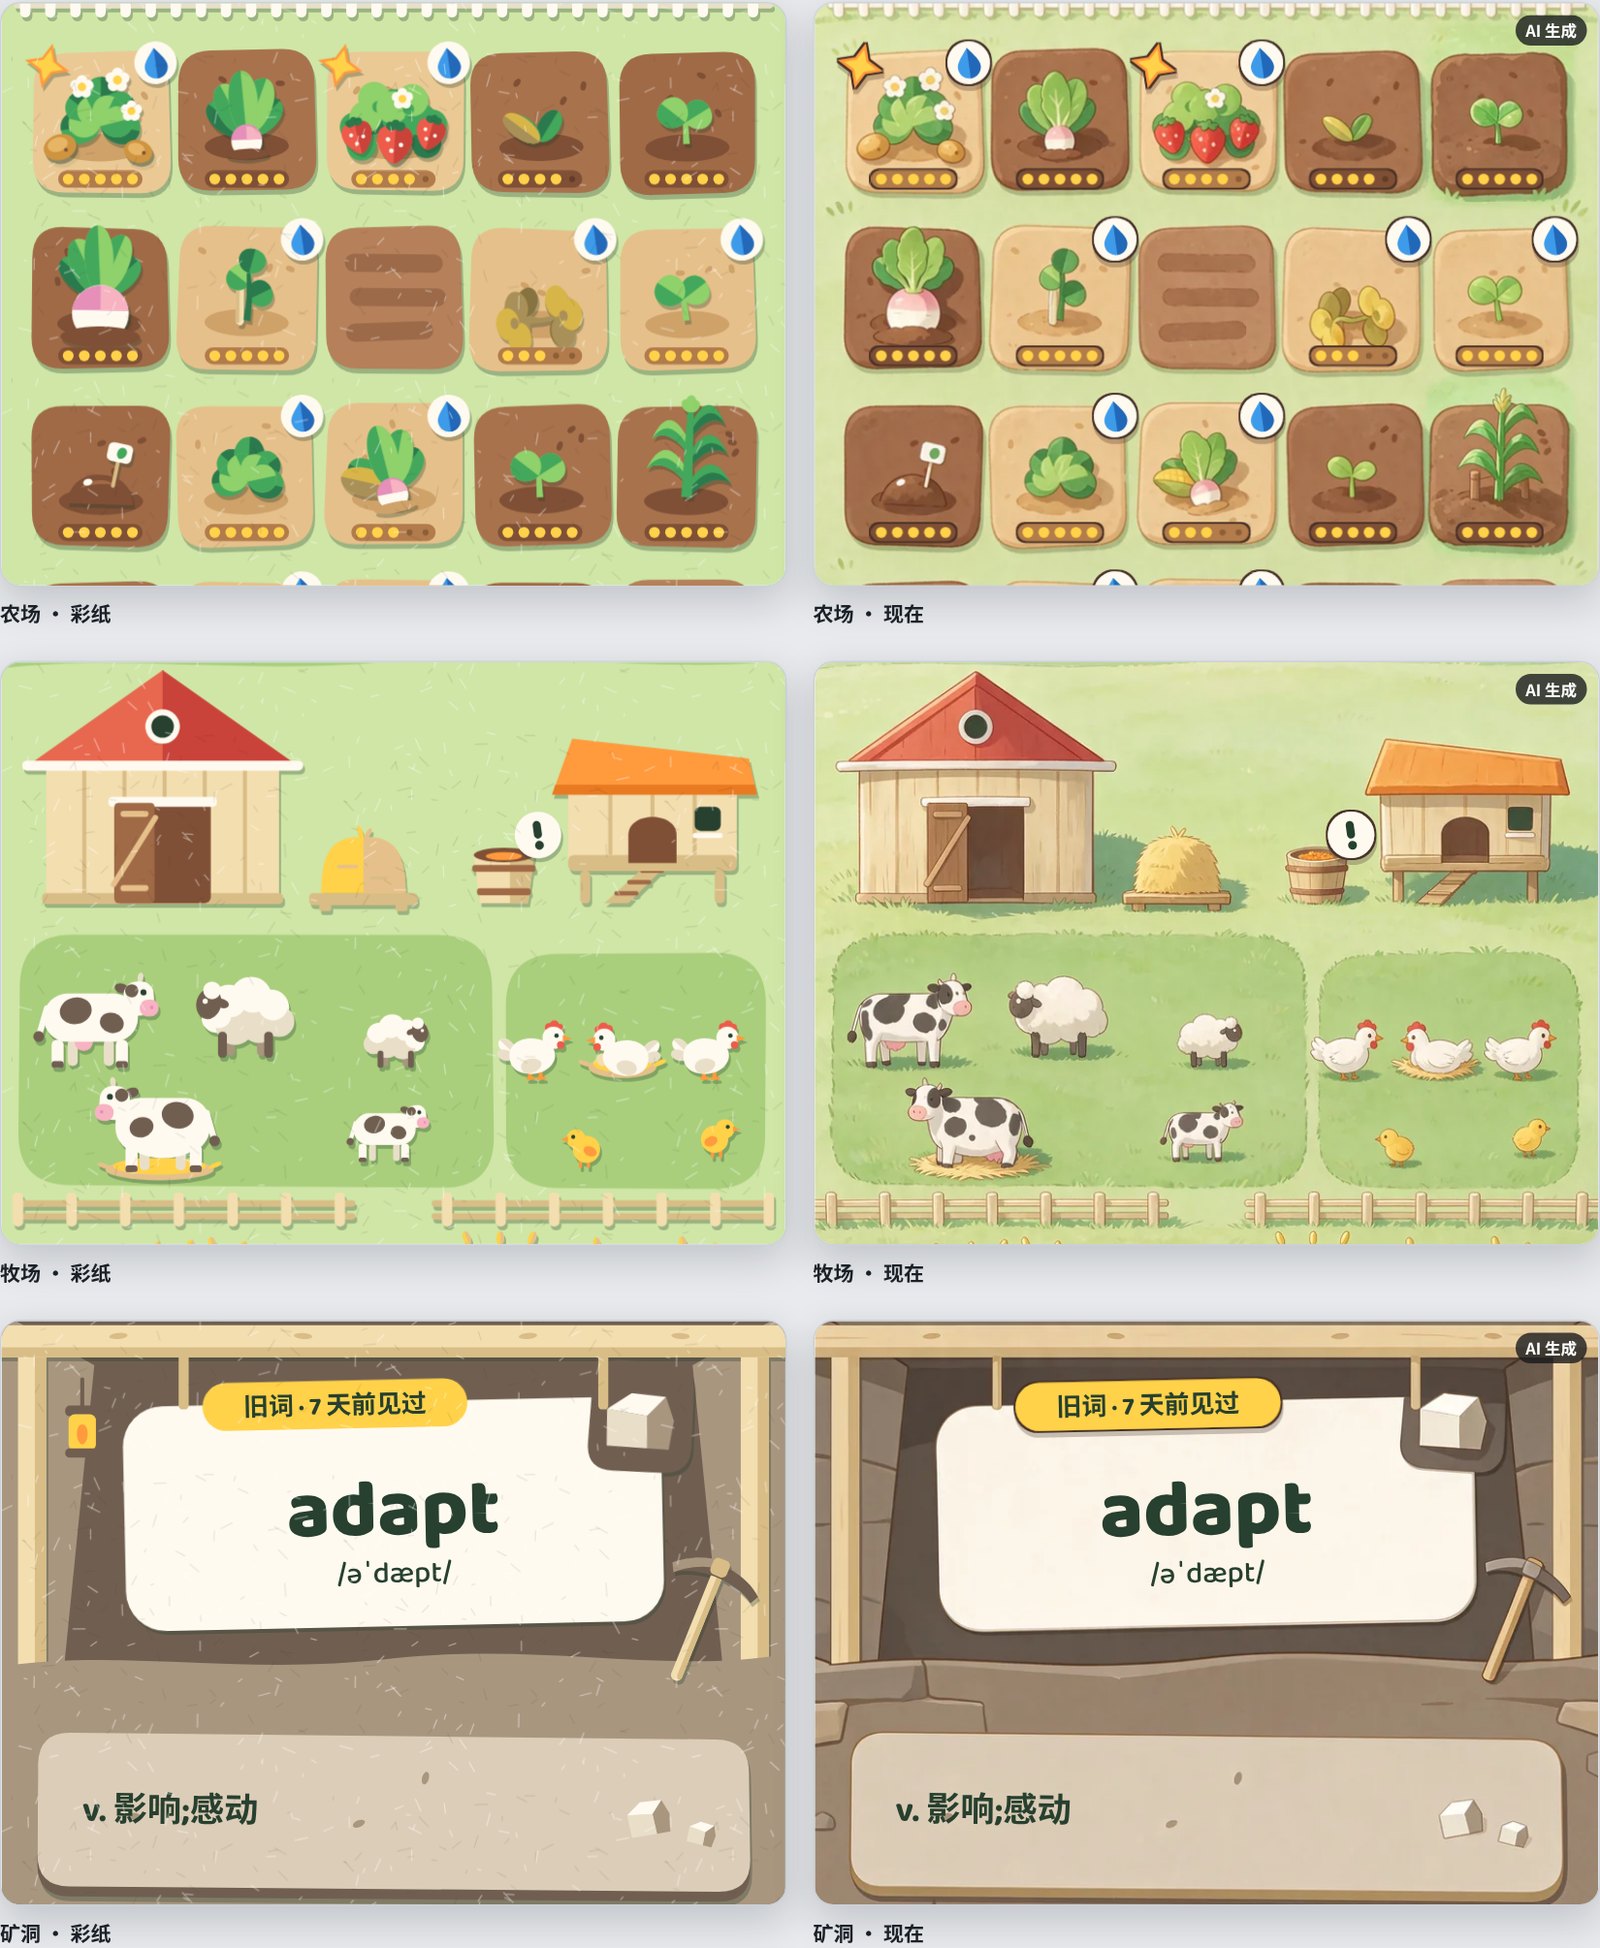 AI 生成
农场 · 彩纸
农场 · 现在
!
AI 生成
!
牧场 · 彩纸
牧场 · 现在
旧词·7 天前见过
adapt
/əˈdæpt/
v. 影响;感动
AI 生成
旧词·7 天前见过
adapt
/əˈdæpt/
v. 影响;感动
矿洞 · 彩纸
矿洞 · 现在